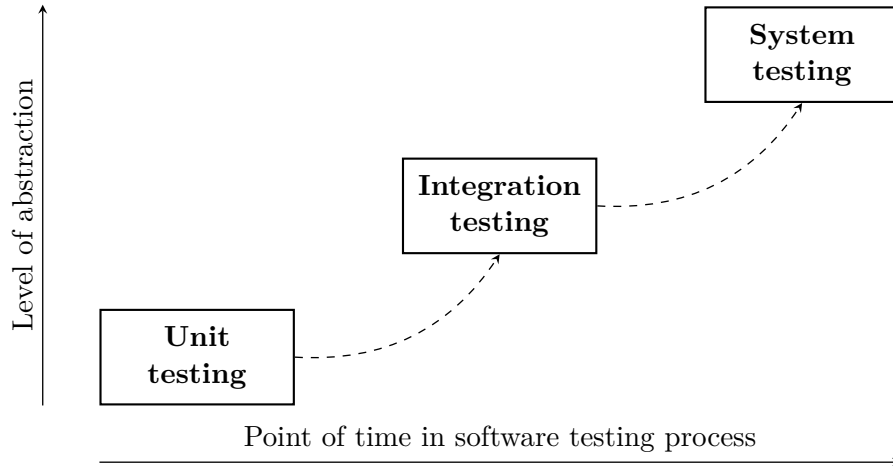 System
testing
Integration
testing
Unit
testing
Level of abstraction
Point of time in software testing process